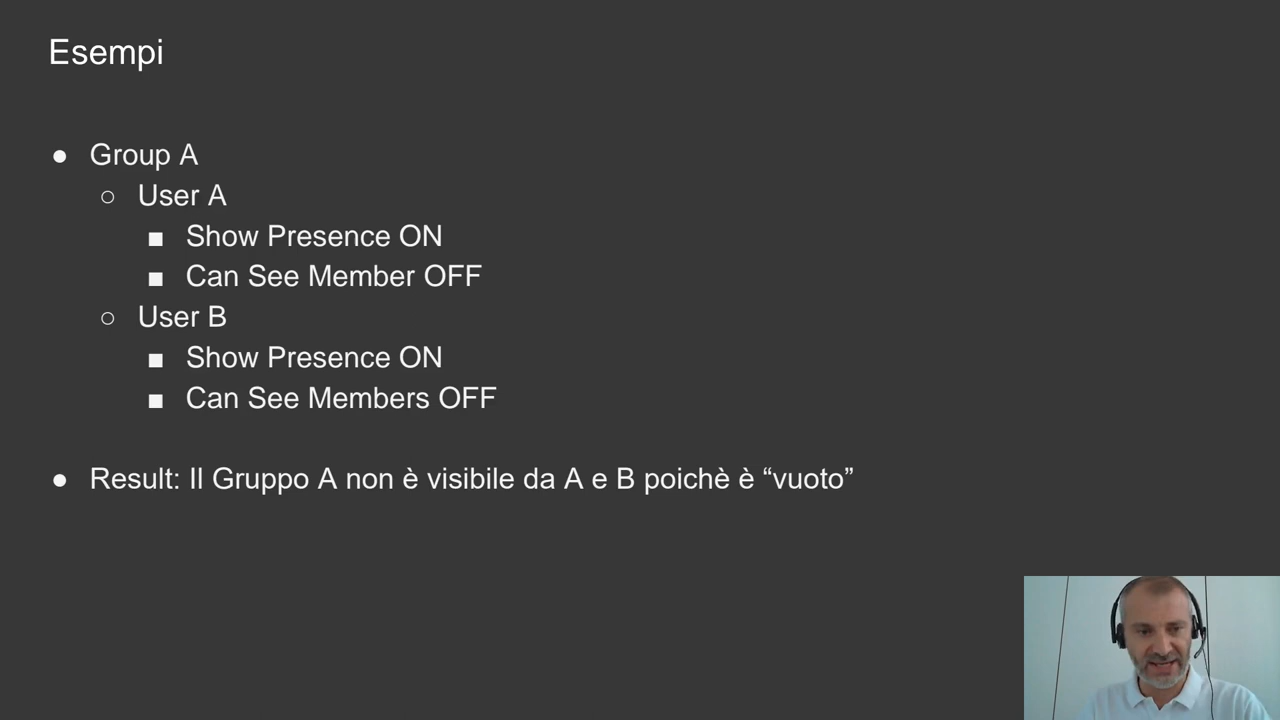 Esempi
● Group A
○ User A
■ Show Presence ON
■ Can See Member OFF
○ User B
■ Show Presence ON
■ Can See Members OFF
● Result: Il Gruppo A non è visibile da A e B poichè è “vuoto”